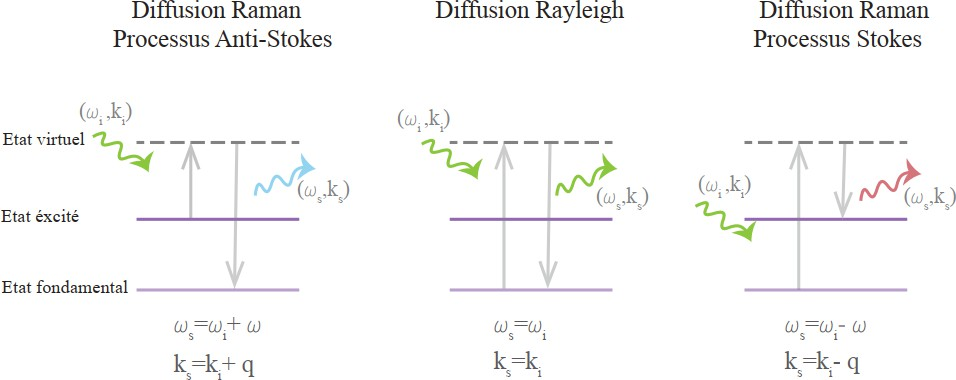 Diffusion Raman
Processus Anti-Stokes
Diffusion Rayleigh
Diffusion Raman
Processus Stokes
(ωi,ki)
(ωi,ki)
Etat virtuel
(ωs,ks)
(ωs,ks)
(ωi,ki)
(ωs,ks)
Etat éxcité
Etat fondamental
ωs=ωi+ ω
ks=ki+ q
ωs=ωi
ks=ki
ωs=ωi- ω
ks=ki- q